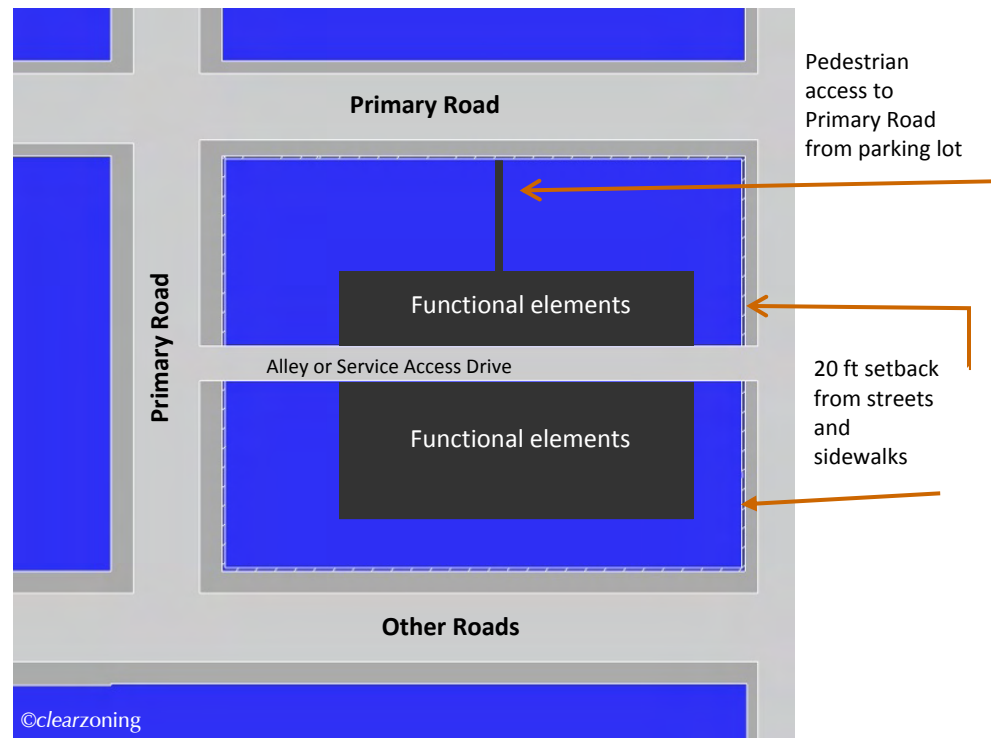 Primary Road
Pedestrian
access to
Primary Road
from parking lot
Primary Road
Functional elements
Alley or Service Access Drive
20 ft setback
from streets
and
sidewalks
Functional elements
Other Roads
©clearzoning